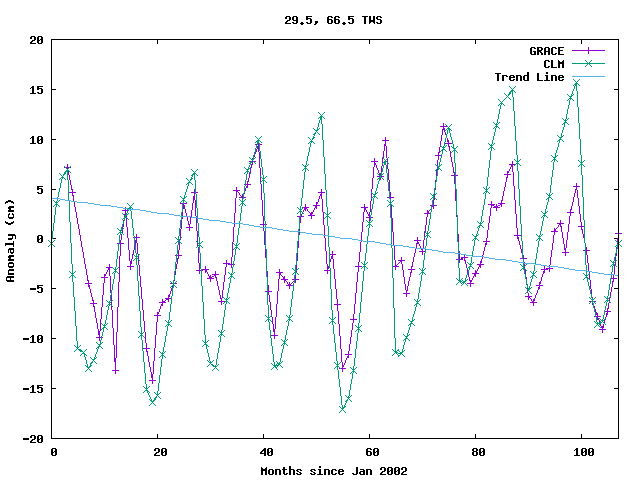 29.5, 66.5 TWS
GRACE
CLM
Trend Line
20
15
10
5
0
-5
-10
-15
-20
Anomaly (cm)
0 20 40 60 80 100
Months since Jan 2002